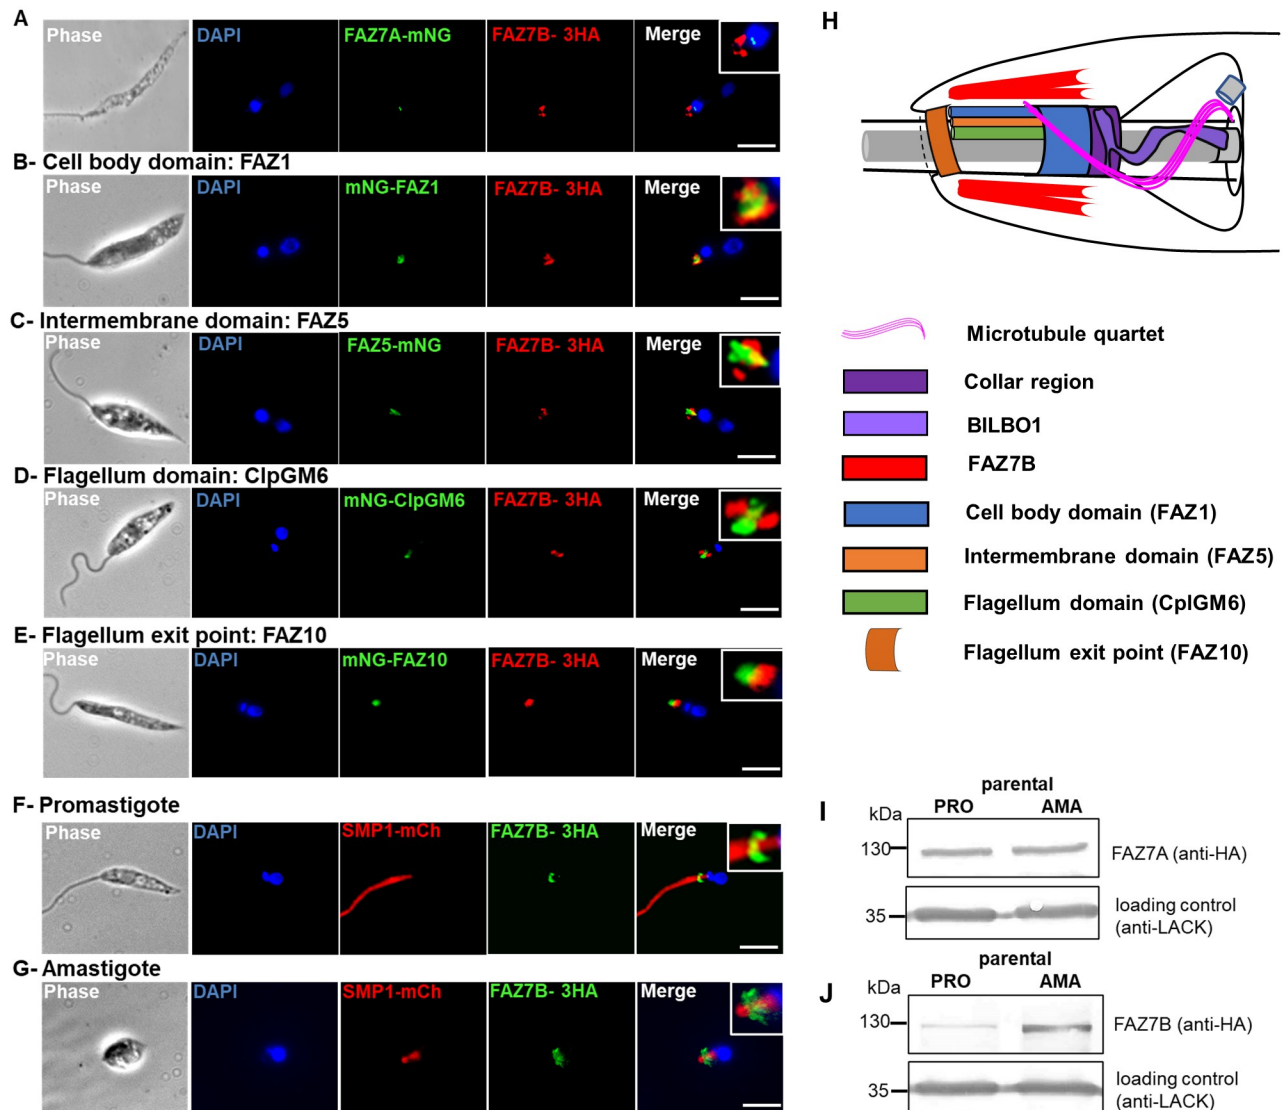 A
Phase
DAPI
FAZ7A-mNG
FAZ7B- 3HA
Merge
B- Cell body domain: FAZ1
Phase
DAPI
mNG-FAZ1
FAZ7B- 3HA
Merge
C- Intermembrane domain: FAZ5
Phase
DAPI
FAZ5-mNG
FAZ7B- 3HA
Merge
D- Flagellum domain: ClpGM6
Phase
DAPI
mNG-ClpGM6
FAZ7B- 3HA
Merge
E- Flagellum exit point: FAZ10
Phase
DAPI
mNG-FAZ10
FAZ7B- 3HA
Merge
F- Promastigote
Phase
DAPI
SMP1-mCh
FAZ7B- 3HA
Merge
G- Amastigote
Phase
DAPI
SMP1-mCh
FAZ7B- 3HA
Merge
H
Microtubule quartet
Collar region
BILBO1
FAZ7B
Cell body domain (FAZ1)
Intermembrane domain (FAZ5)
Flagellum domain (CplGM6)
Flagellum exit point (FAZ10)
I
parental
kDa
PRO
AMA
130
FAZ7A (anti-HA)
35
loading control
(anti-LACK)
J
parental
kDa
PRO
AMA
130
FAZ7B (anti-HA)
35
loading control
(anti-LACK)